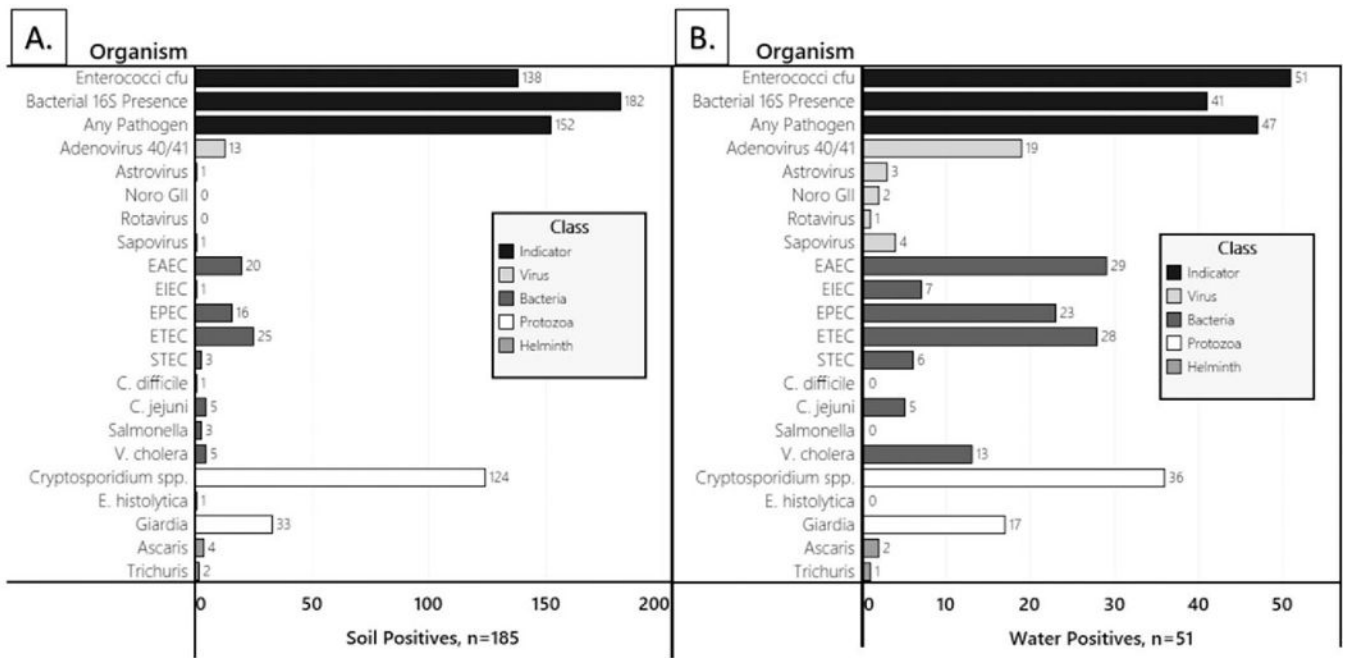 A.
Organism
Enterococci cfu 138
Bacterial 16S Presence 182
Any Pathogen 152
Adenovirus 40/41 13
Astrovirus 1
Noro GII 0
Rotavirus 0
Sapovirus 1
EAEC 20
EIEC 1
EPEC 16
ETEC 25
STEC 3
C. difficile 1
C. jejuni 5
Salmonella 3
V. cholera 5
Cryptosporidium spp. 124
E. histolytica 1
Giardia 33
Ascaris 4
Trichuris 2
Class
Indicator
Virus
Bacteria
Protozoa
Helminth
0 50 100 150 200
Soil Positives, n=185
B.
Organism
Enterococci cfu 51
Bacterial 16S Presence 41
Any Pathogen 47
Adenovirus 40/41 19
Astrovirus 3
Noro GII 2
Rotavirus 1
Sapovirus 4
EAEC 29
EIEC 7
EPEC 23
ETEC 28
STEC 6
C. difficile 0
C. jejuni 5
Salmonella 0
V. cholera 13
Cryptosporidium spp. 36
E. histolytica 0
Giardia 17
Ascaris 2
Trichuris 1
Class
Indicator
Virus
Bacteria
Protozoa
Helminth
0 10 20 30 40 50
Water Positives, n=51